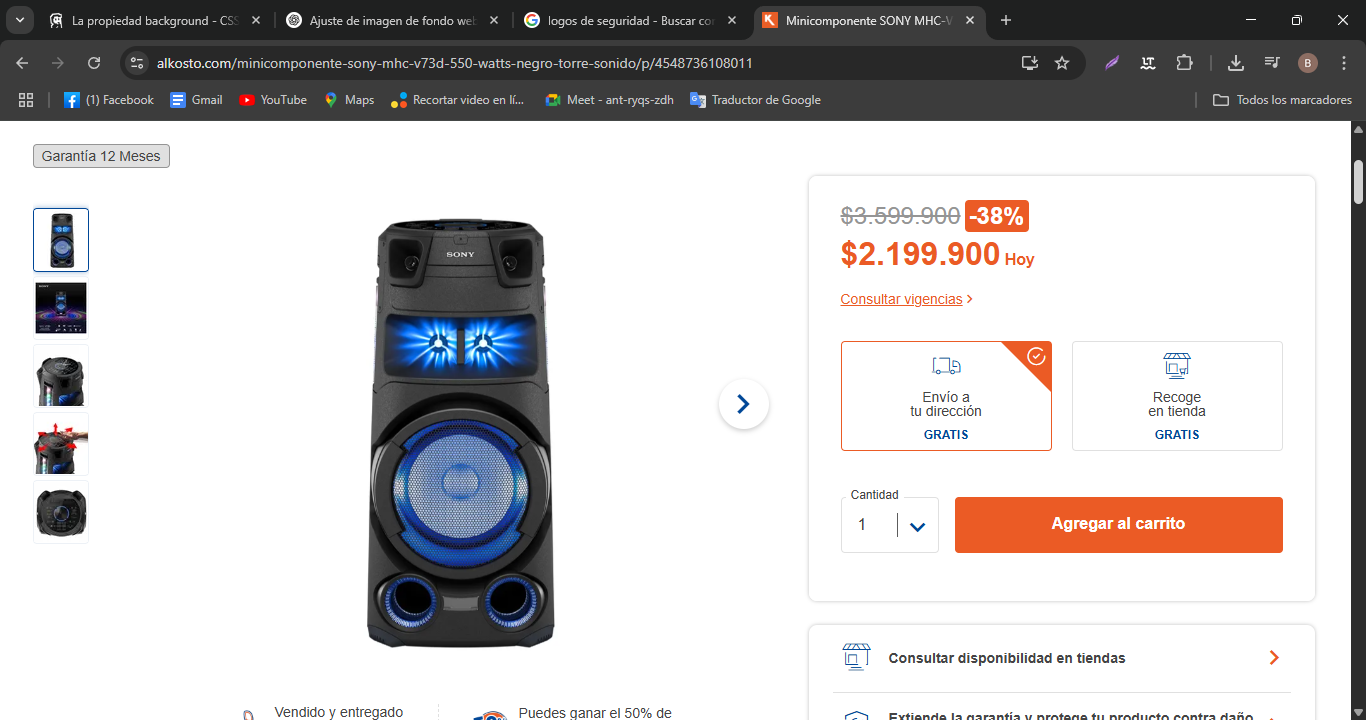 La propiedad background - CSS
Ajuste de imagen de fondo web
logos de seguridad - Buscar con
Minicomponente SONY MHC-V
alkosto.com/minicomponente-sony-mhc-v73d-550-watts-negro-torre-sonido/p/4548736108011
B
(1) Facebook
Gmail
YouTube
Maps
Recortar video en lí...
Meet - ant-ryqs-zdh
Traductor de Google
Todos los marcadores
Garantía 12 Meses
SONY
$3.599.900 -38%
$2.199.900 Hoy
Consultar vigencias
Envío a
tu dirección
GRATIS
Recoge
en tienda
GRATIS
Cantidad
1
Agregar al carrito
Consultar disponibilidad en tiendas
Extiende la garantía y protege tu producto contra daño
Vendido y entregado
Puedes ganar el 50% de